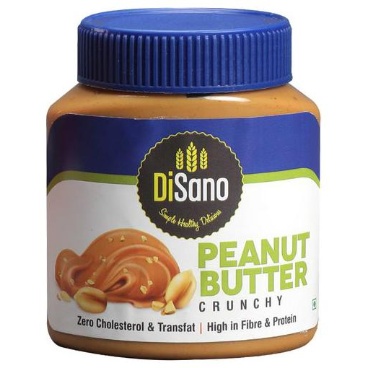 DiSano
Simple Healthy Delicious
PEANUT
BUTTER
CRUNCHY
Zero Cholesterol & Transfat | High in Fibre & Protein